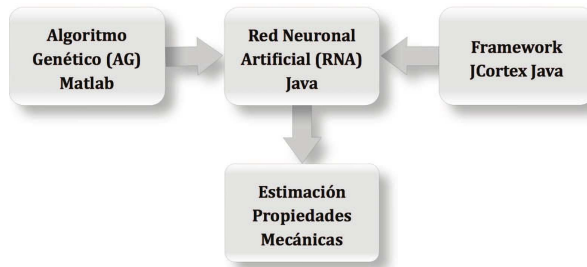 Algoritmo
Genético (AG)
Matlab
Red Neuronal
Artificial (RNA)
Java
Framework
JCortex Java
Estimación
Propiedades
Mecánicas